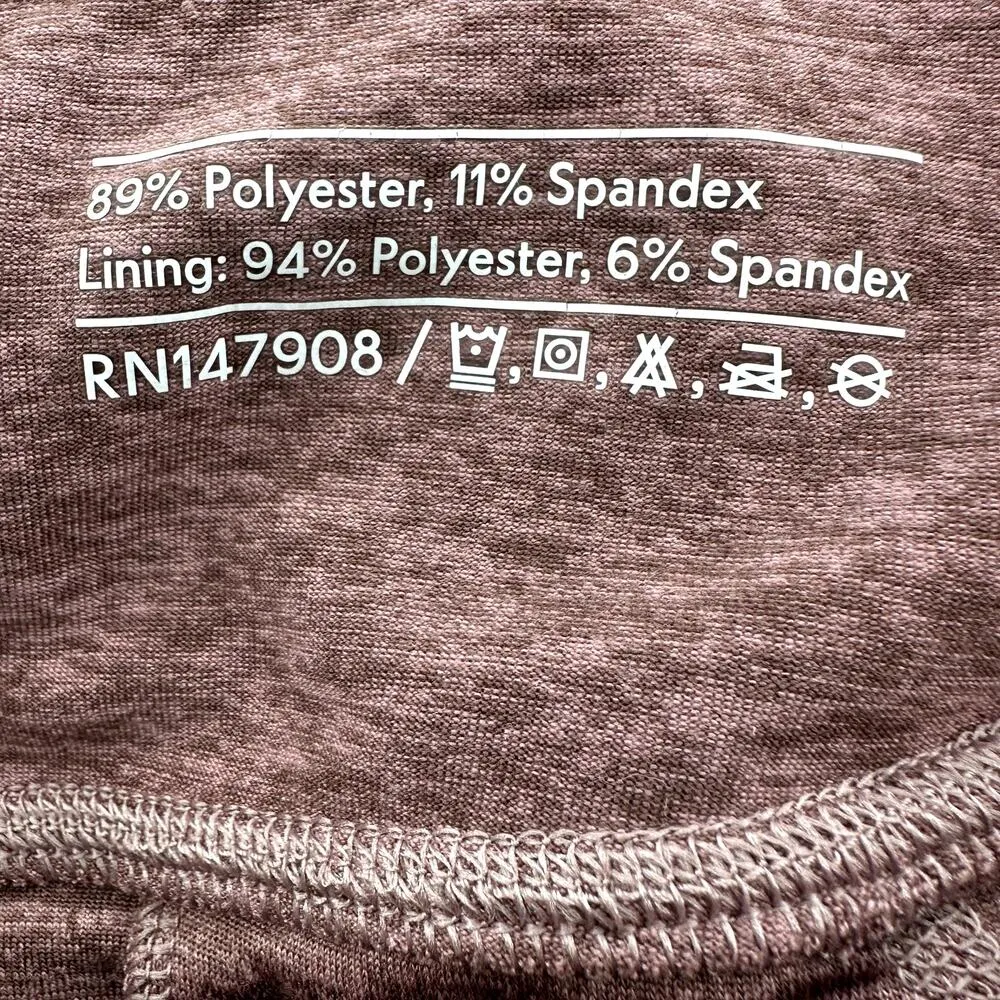 89% Polyester, 11% Spandex
Lining: 94% Polyester, 6% Spandex
RN147908 / , , , ,